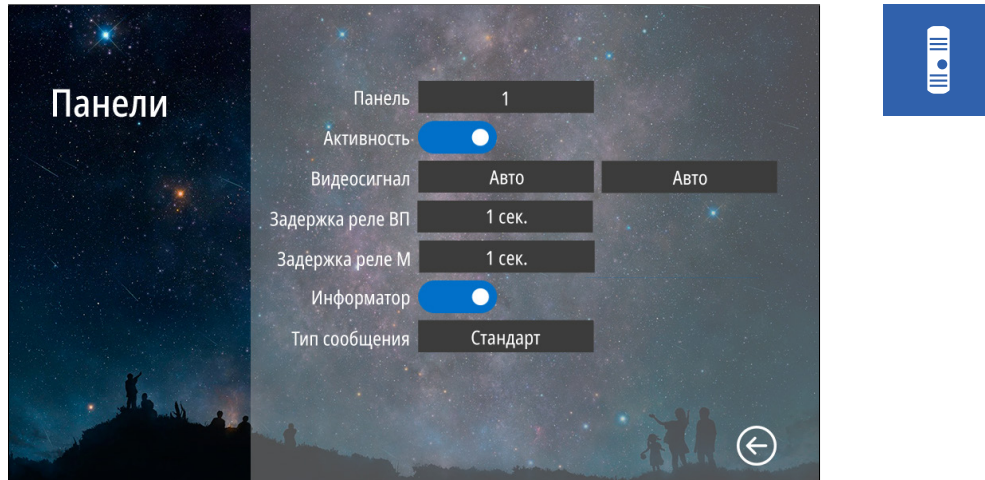 Панели
Панель 1
Активность
Видеосигнал Авто Авто
Задержка реле ВП 1 сек.
Задержка реле М 1 сек.
Информатор
Тип сообщения Стандарт